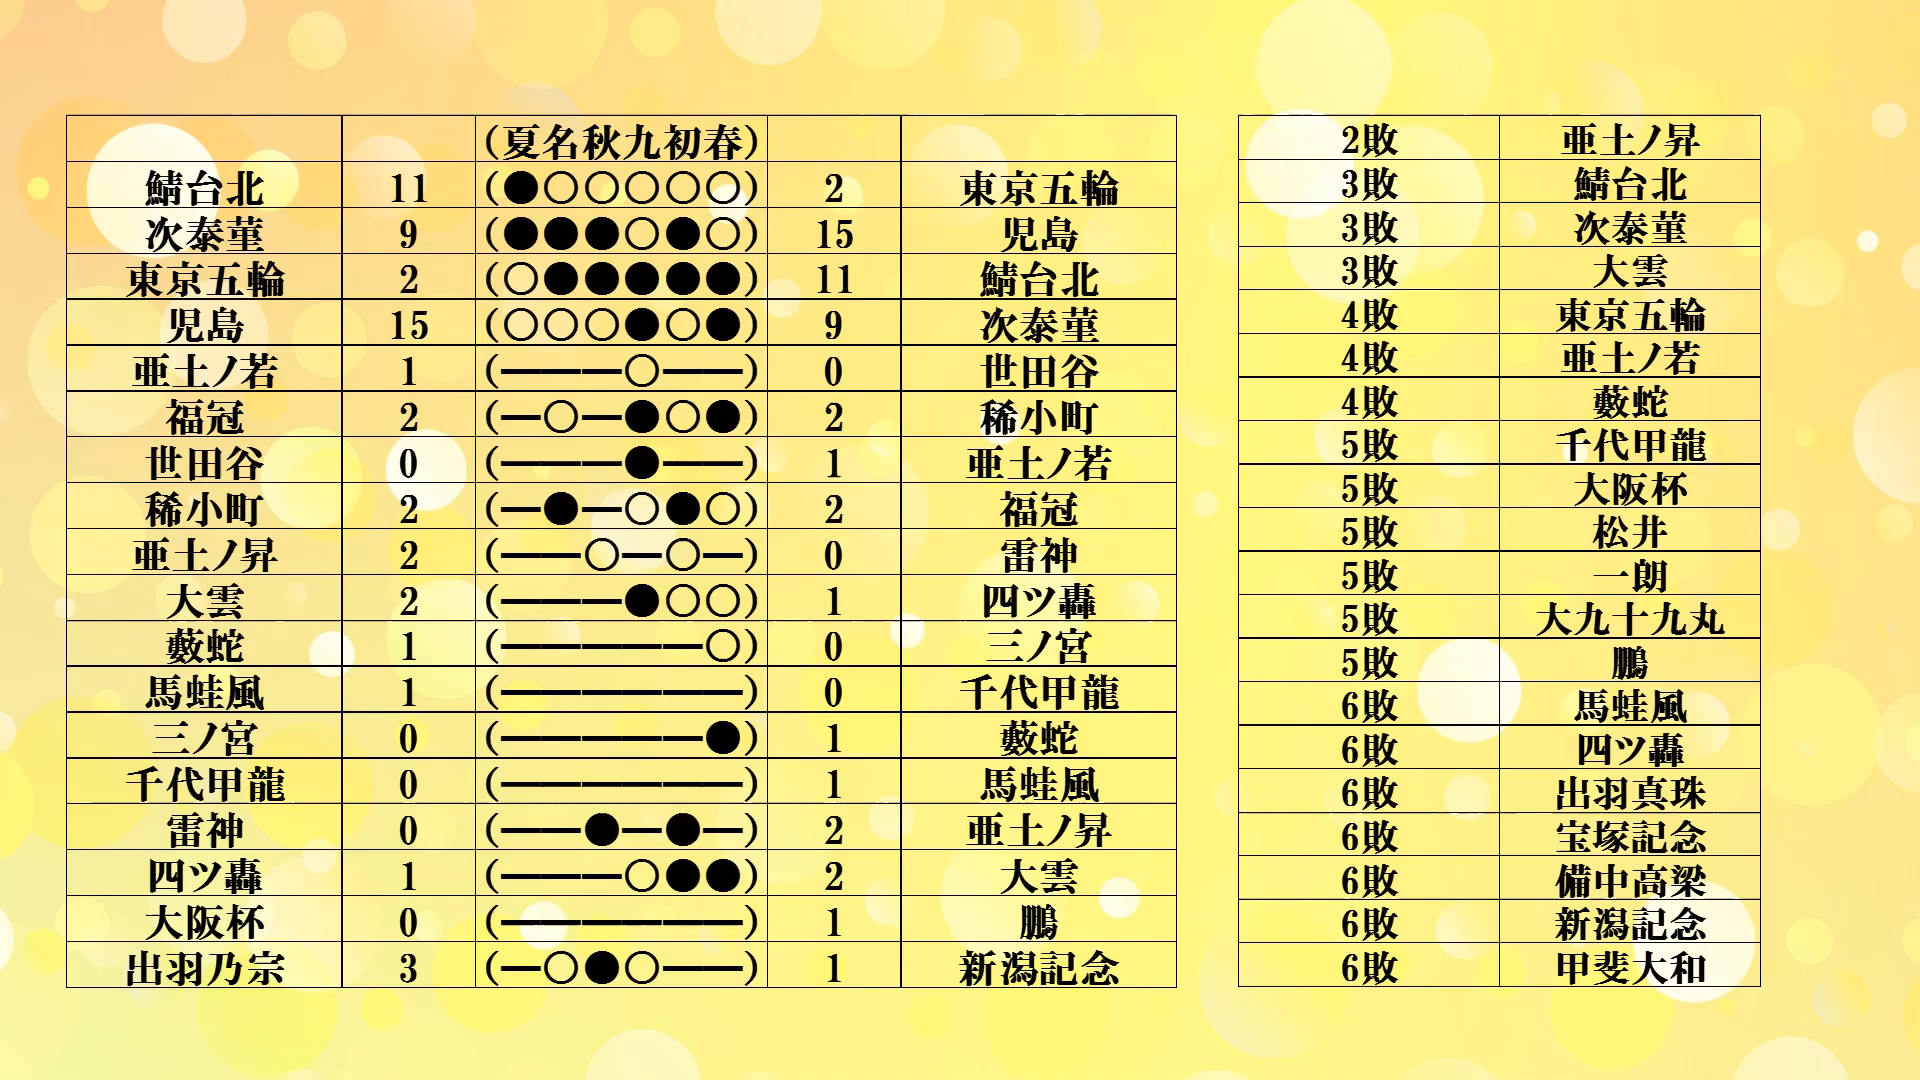 （夏名秋九初春）
鯖台北 11 （●○○○○○） 2 東京五輪
次泰菫 9 （●●●○●○） 15 児島
東京五輪 2 （○●●●●●） 11 鯖台北
児島 15 （○○○●○●） 9 次泰菫
亜土ノ若 1 （―――○――） 0 世田谷
福冠 2 （―○―●○●） 2 稀小町
世田谷 0 （―――●――） 1 亜土ノ若
稀小町 2 （―●―○●○） 2 福冠
亜土ノ昇 2 （――○―○―） 0 雷神
大雲 2 （―――●○○） 1 四ツ轟
藪蛇 1 （―――――○） 0 三ノ宮
馬蛙風 1 （――――――） 0 千代甲龍
三ノ宮 0 （―――――●） 1 藪蛇
千代甲龍 0 （――――――） 1 馬蛙風
雷神 0 （――●―●―） 2 亜土ノ昇
四ツ轟 1 （―――○●●） 2 大雲
大阪杯 0 （――――――） 1 鵬
出羽乃宗 3 （―○●○――） 1 新潟記念
2敗 亜土ノ昇
3敗 鯖台北
3敗 次泰菫
3敗 大雲
4敗 東京五輪
4敗 亜土ノ若
4敗 藪蛇
5敗 千代甲龍
5敗 大阪杯
5敗 松井
5敗 一朗
5敗 大九十九丸
5敗 鵬
6敗 馬蛙風
6敗 四ツ轟
6敗 出羽真珠
6敗 宝塚記念
6敗 備中高梁
6敗 新潟記念
6敗 甲斐大和